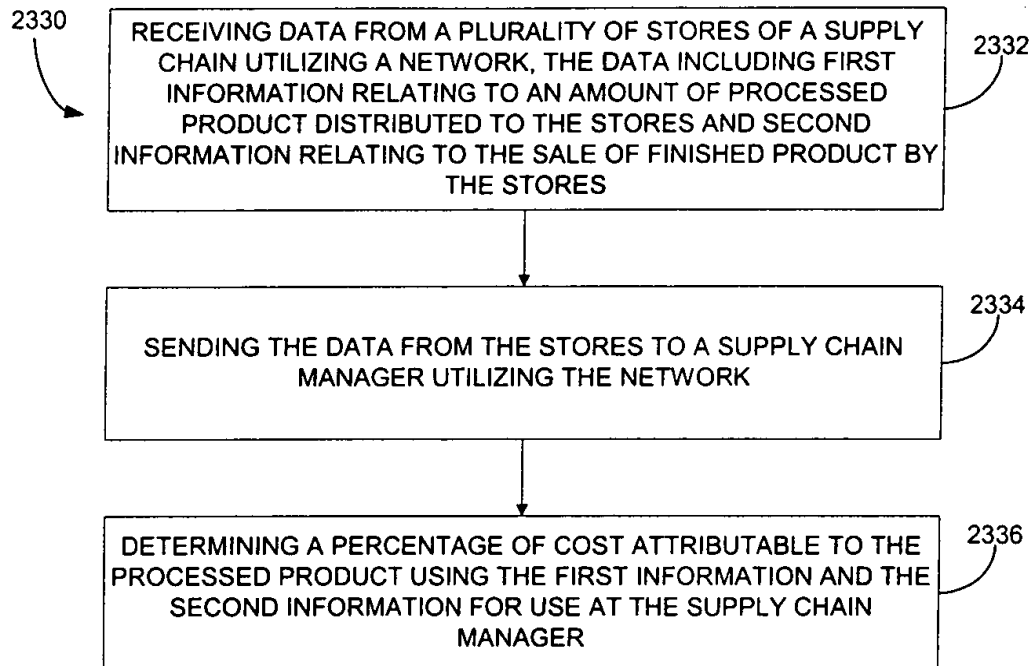 2330
RECEIVING DATA FROM A PLURALITY OF STORES OF A SUPPLY
CHAIN UTILIZING A NETWORK, THE DATA INCLUDING FIRST
INFORMATION RELATING TO AN AMOUNT OF PROCESSED
PRODUCT DISTRIBUTED TO THE STORES AND SECOND
INFORMATION RELATING TO THE SALE OF FINISHED PRODUCT BY
THE STORES
2332
SENDING THE DATA FROM THE STORES TO A SUPPLY CHAIN
MANAGER UTILIZING THE NETWORK
2334
DETERMINING A PERCENTAGE OF COST ATTRIBUTABLE TO THE
PROCESSED PRODUCT USING THE FIRST INFORMATION AND THE
SECOND INFORMATION FOR USE AT THE SUPPLY CHAIN
MANAGER
2336